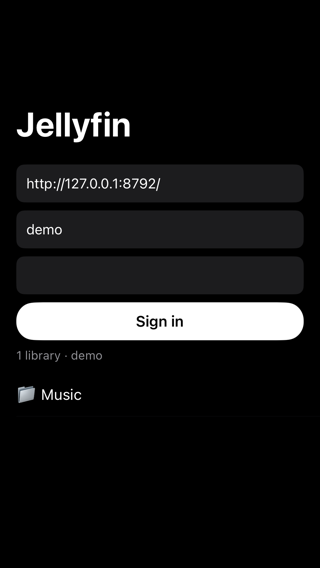 Jellyfin
http://127.0.0.1:8792/
demo
Sign in
1 library · demo
Music